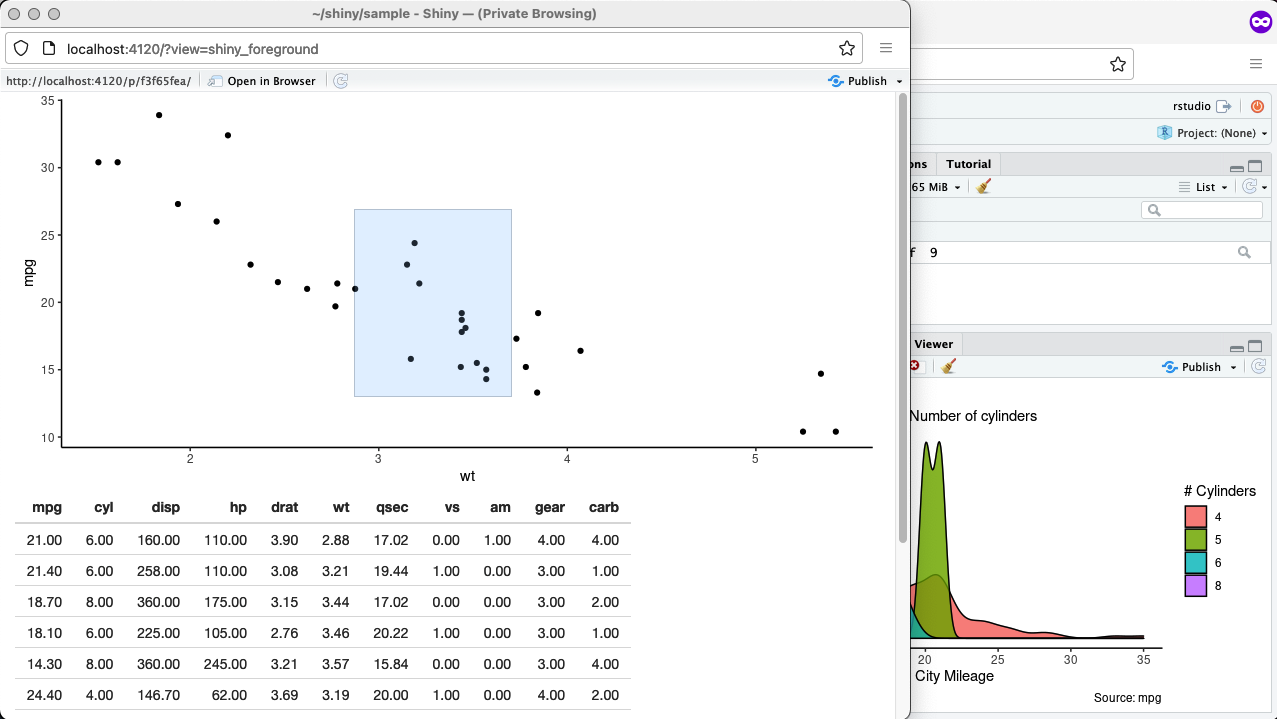 ~/shiny/sample - Shiny — (Private Browsing)
localhost:4120/?view=shiny_foreground
http://localhost:4120/p/f3f65fea/ Open in Browser Publish
35
30
25
20
15
10
mpg
2 3 4 5
wt
mpg cyl disp hp drat wt qsec vs am gear carb
21.00 6.00 160.00 110.00 3.90 2.88 17.02 0.00 1.00 4.00 4.00
21.40 6.00 258.00 110.00 3.08 3.21 19.44 1.00 0.00 3.00 1.00
18.70 8.00 360.00 175.00 3.15 3.44 17.02 0.00 0.00 3.00 2.00
18.10 6.00 225.00 105.00 2.76 3.46 20.22 1.00 0.00 3.00 1.00
14.30 8.00 360.00 245.00 3.21 3.57 15.84 0.00 0.00 3.00 4.00
24.40 4.00 146.70 62.00 3.69 3.19 20.00 1.00 0.00 4.00 2.00
rstudio
Project: (None)
ons Tutorial
65 MiB List
f 9
Viewer
Publish
Number of cylinders
# Cylinders
4
5
6
8
20 25 30 35
City Mileage
Source: mpg